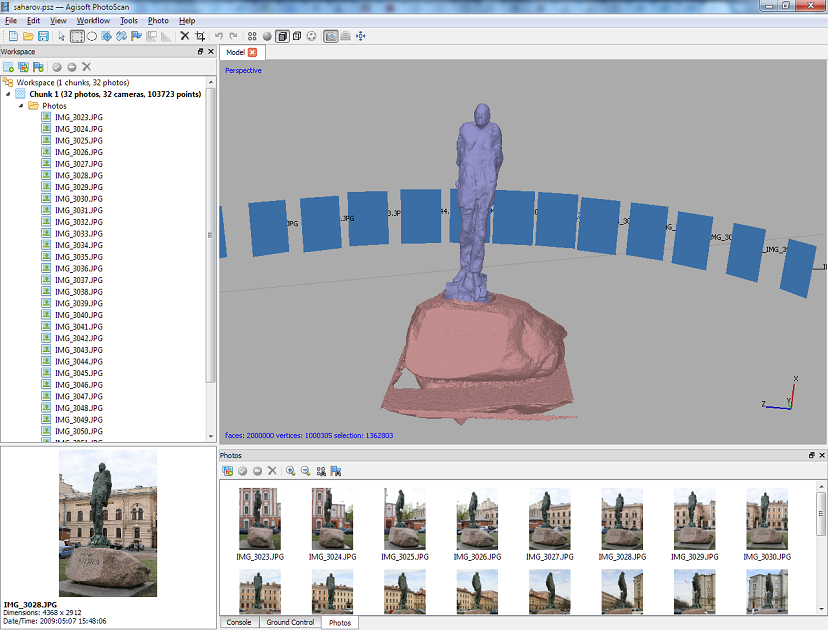 saharov.psz — Agisoft PhotoScan
File Edit View Workflow Tools Photo Help
Workspace
Workspace (1 chunks, 32 photos)
Chunk 1 (32 photos, 32 cameras, 103723 points)
Photos
IMG_3023.JPG
IMG_3024.JPG
IMG_3025.JPG
IMG_3026.JPG
IMG_3027.JPG
IMG_3028.JPG
IMG_3029.JPG
IMG_3030.JPG
IMG_3031.JPG
IMG_3032.JPG
IMG_3033.JPG
IMG_3034.JPG
IMG_3035.JPG
IMG_3036.JPG
IMG_3037.JPG
IMG_3038.JPG
IMG_3039.JPG
IMG_3040.JPG
IMG_3041.JPG
IMG_3042.JPG
IMG_3043.JPG
IMG_3044.JPG
IMG_3045.JPG
IMG_3046.JPG
IMG_3047.JPG
IMG_3048.JPG
IMG_3049.JPG
IMG_3050.JPG
IMG_3028.JPG
Dimensions: 4368 x 2912
Date/Time: 2009:05:07 15:48:06
Model
Perspective
X
Z
Y
faces: 2000000 vertices: 1000305 selection: 1362803
Photos
IMG_3023.JPG IMG_3024.JPG IMG_3025.JPG IMG_3026.JPG IMG_3027.JPG IMG_3028.JPG IMG_3029.JPG IMG_3030.JPG
Console Ground Control Photos